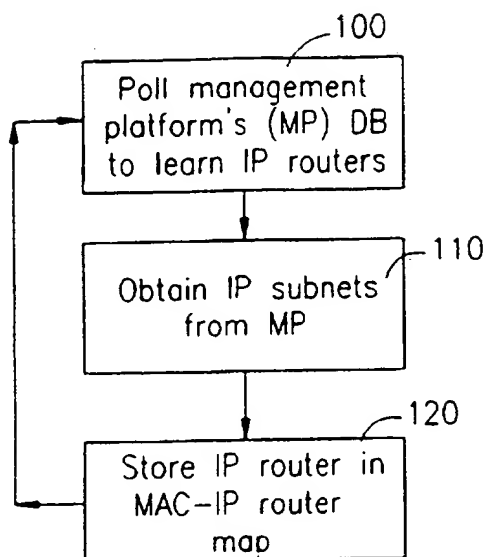 100
Poll management
platform's (MP) DB
to learn IP routers
110
Obtain IP subnets
from MP
120
Store IP router in
MAC-IP router
map